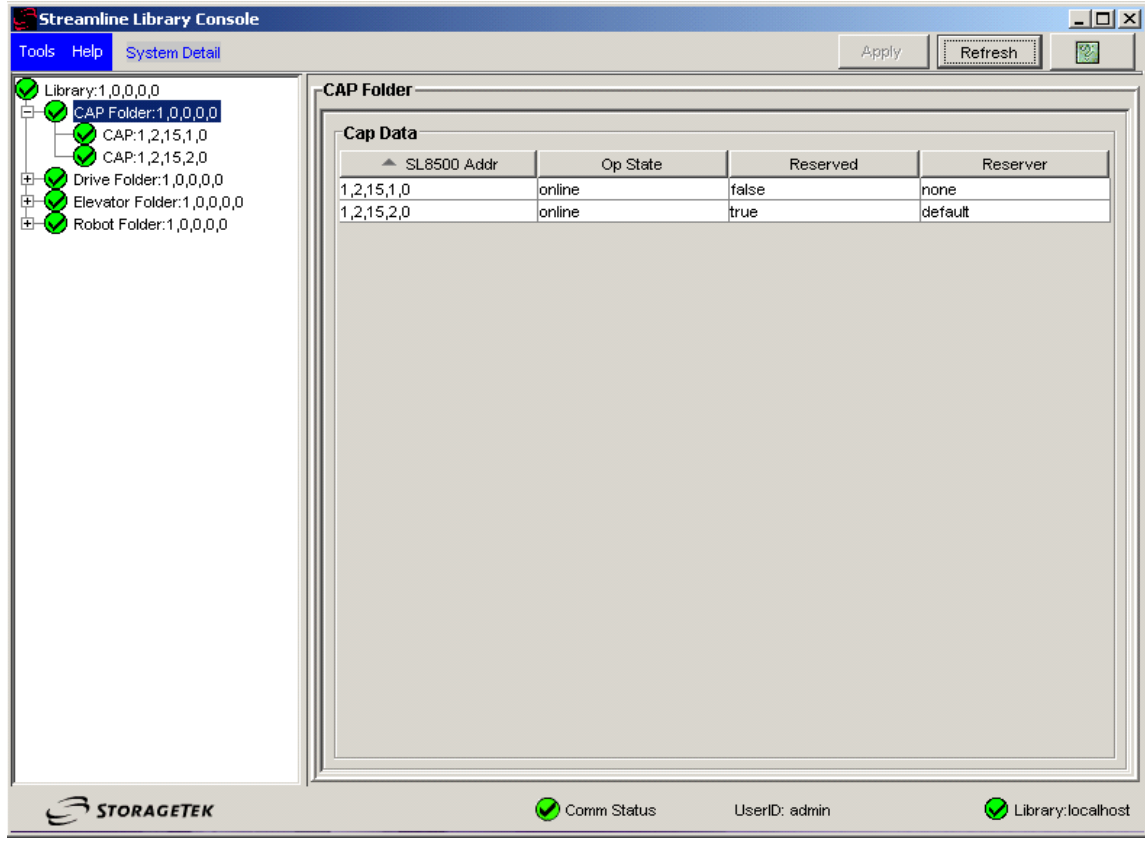 Streamline Library Console
Tools Help System Detail Apply Refresh
Library:1,0,0,0,0
CAP Folder:1,0,0,0,0
CAP:1,2,15,1,0
CAP:1,2,15,2,0
Drive Folder:1,0,0,0,0
Elevator Folder:1,0,0,0,0
Robot Folder:1,0,0,0,0
CAP Folder
Cap Data
SL8500 Addr Op State Reserved Reserver
1,2,15,1,0 online false none
1,2,15,2,0 online true default
STORAGETEK Comm Status UserID: admin Library:localhost